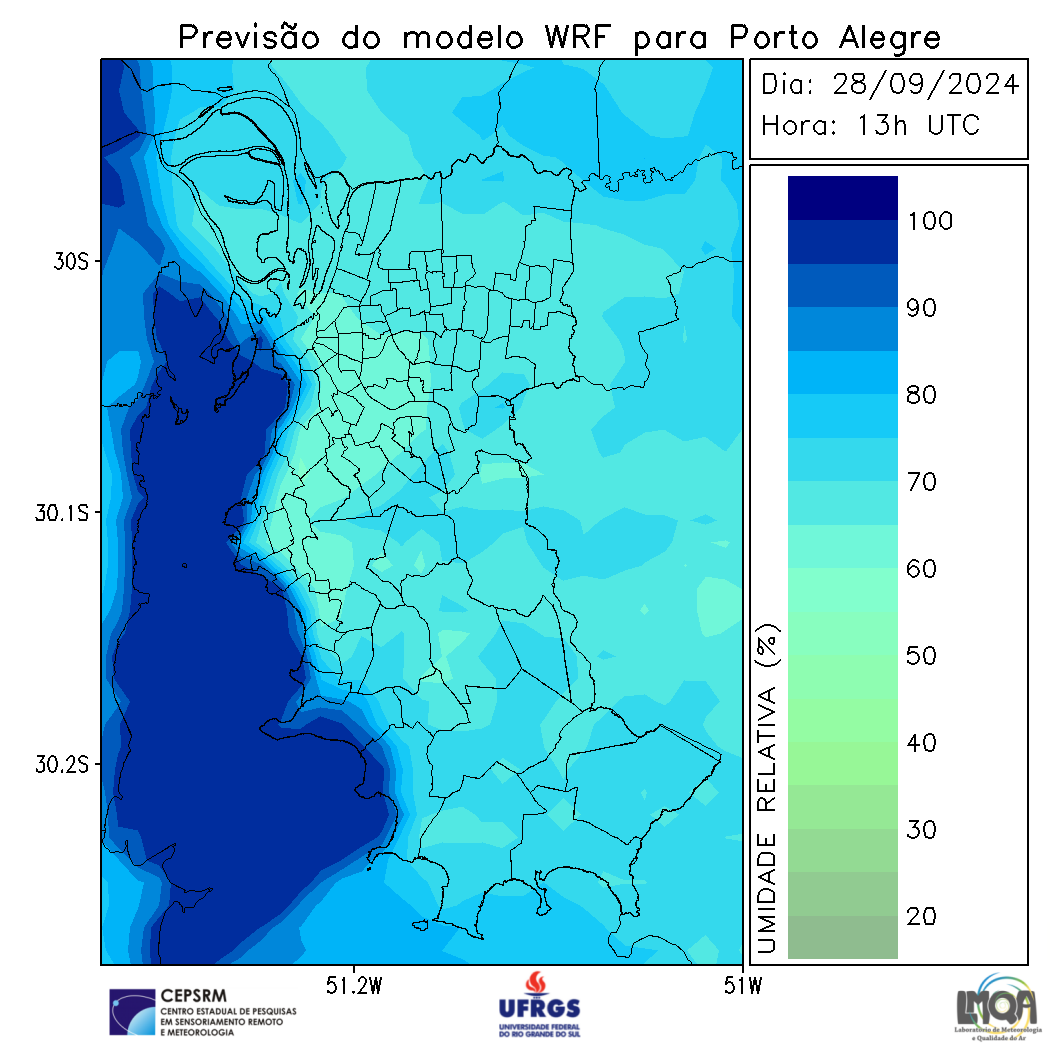 Previsão do modelo WRF para Porto Alegre
Dia: 28/09/2024
Hora: 13h UTC
30S
30.1S
30.2S
51.2W
51W
100
90
80
70
60
50
40
30
20
UMIDADE RELATIVA (%)
CEPSRM
CENTRO ESTADUAL DE PESQUISAS
EM SENSORIAMENTO REMOTO
E METEOROLOGIA
UFRGS
UNIVERSIDADE FEDERAL
DO RIO GRANDE DO SUL
LMQA
Laboratório de Meteorologia
e Qualidade do Ar